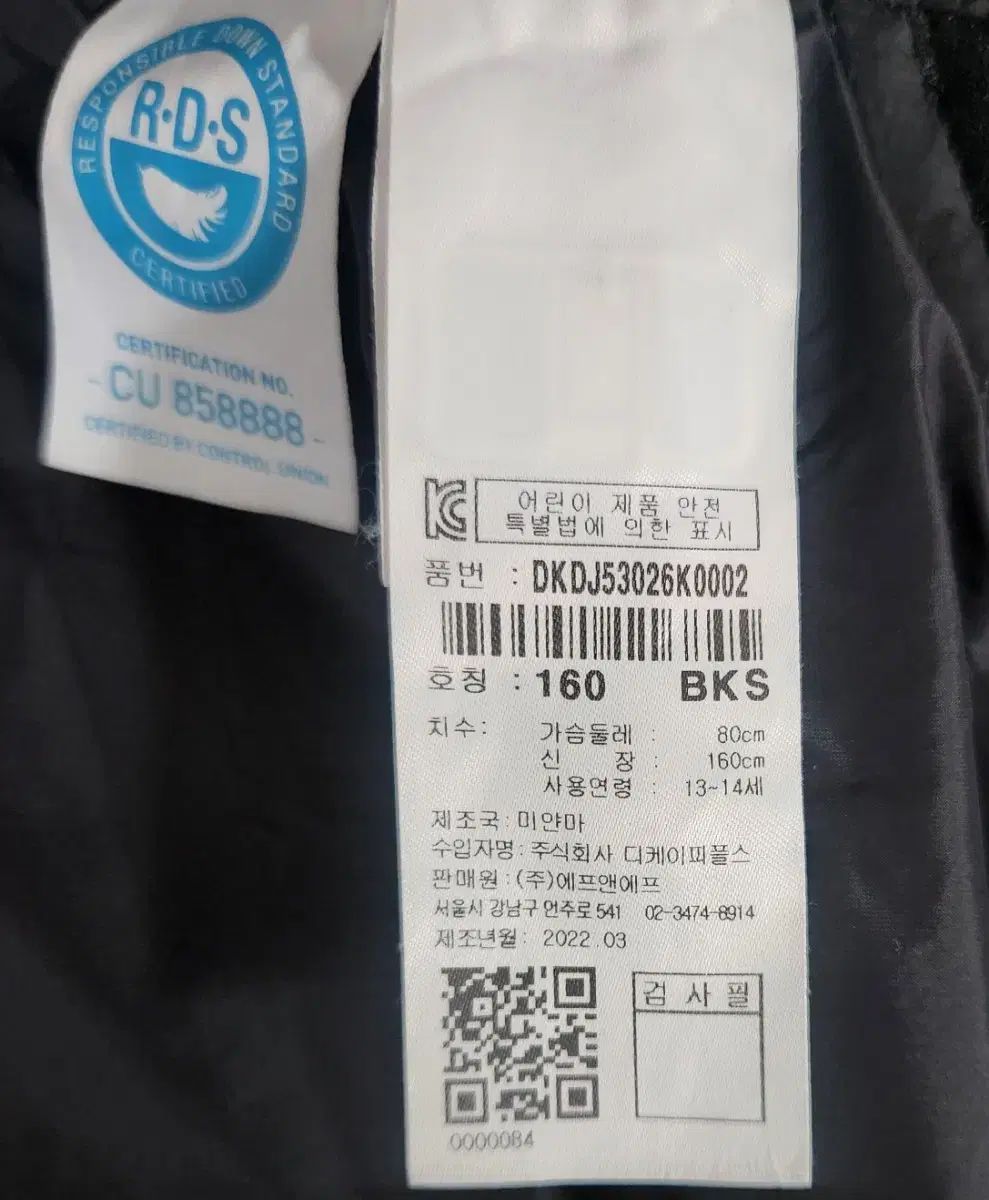 RESPONSIBLE DOWN STANDARD
R·D·S
CERTIFIED
CERTIFICATION NO.
- CU 858888 -
CERTIFIED BY CONTROL UNION
KC
어린이 제품 안전
특별법에 의한 표시
품번 : DKDJ53026K0002
호칭 : 160 BKS
치수: 가슴둘레 : 80cm
신 장 : 160cm
사용연령 : 13~14세
제조국 : 미얀마
수입자명 : 주식회사 디케이피플스
판매원 : (주)에프앤에프
서울시 강남구 언주로 541 02-3474-8914
제조년월 : 2022.03
검 사 필
0000084